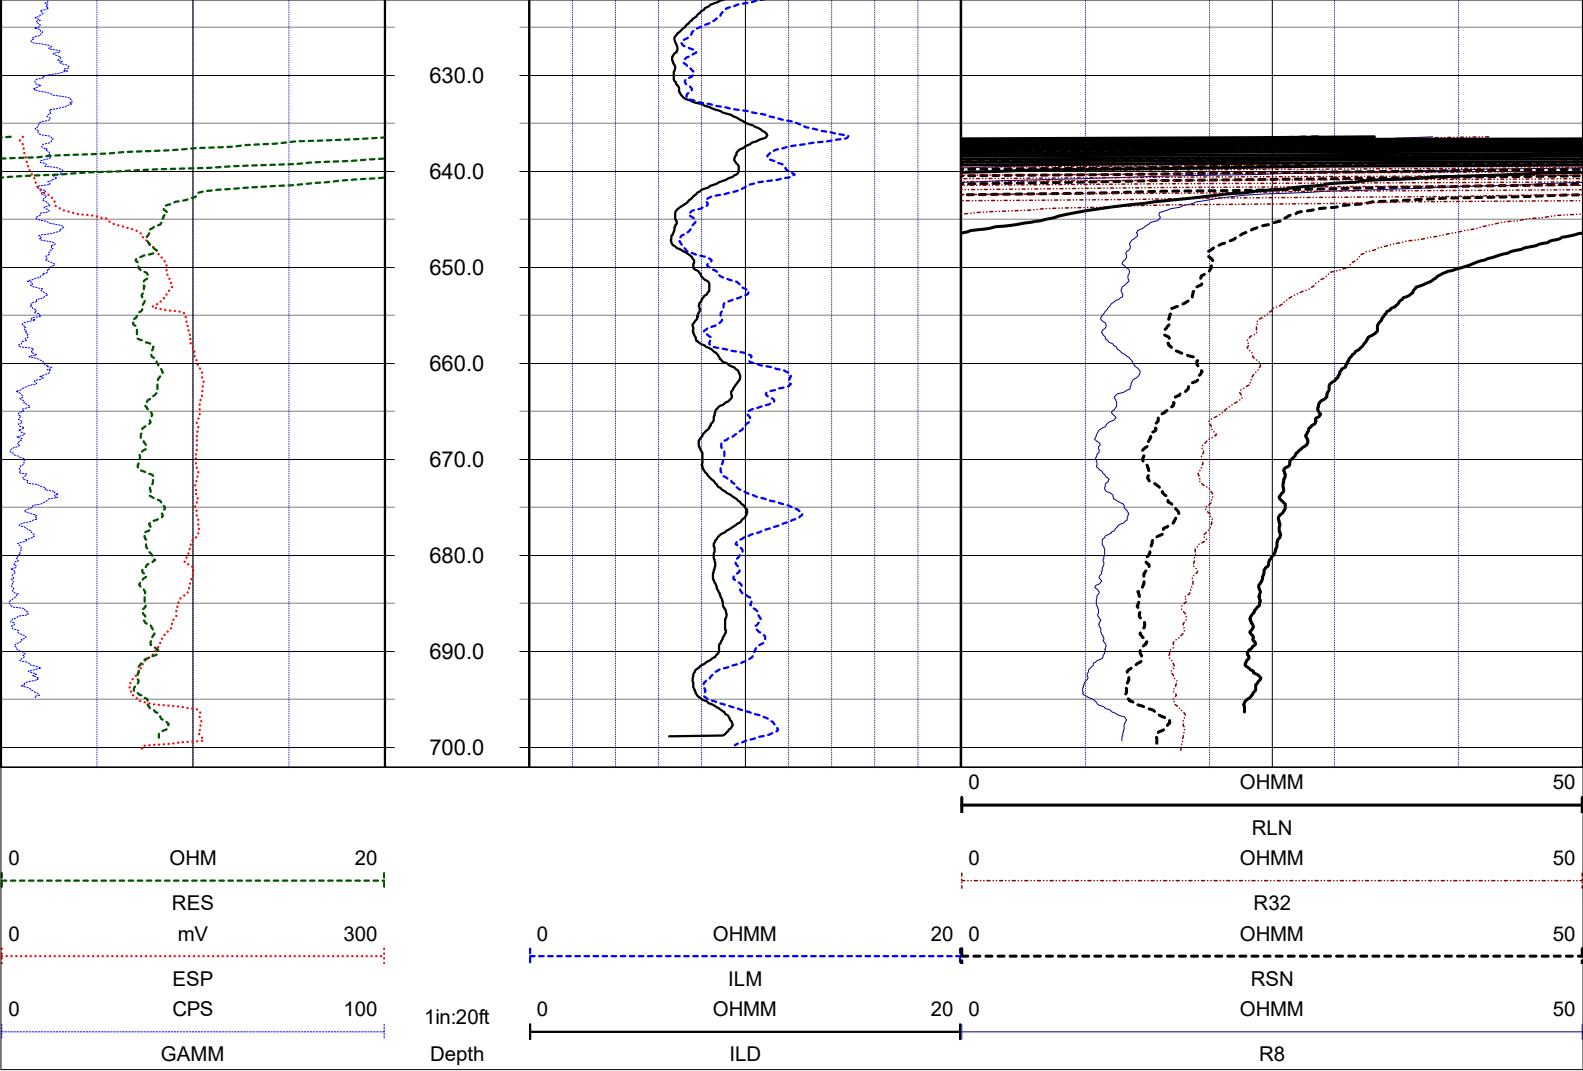 630.0
640.0
650.0
660.0
670.0
680.0
690.0
700.0
0 OHMM 50
RLN
0 OHM 20
RES
0 OHMM 50
R32
0 mV 300
ESP
0 OHMM 20
ILM
0 OHMM 50
RSN
0 CPS 100
GAMM
1in:20ft
Depth
0 OHMM 20
ILD
0 OHMM 50
R8